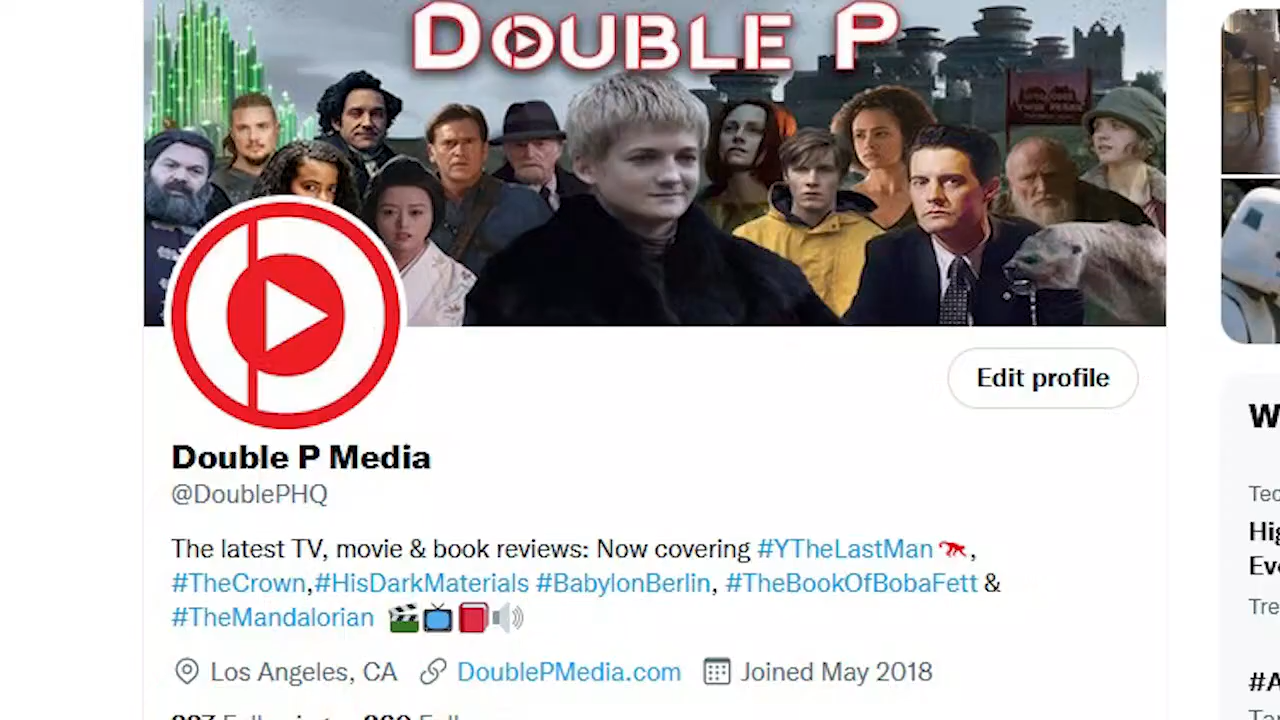 DOUBLE P
Edit profile
Double P Media
@DoublePHQ
The latest TV, movie & book reviews: Now covering #YTheLastMan ,
#TheCrown,#HisDarkMaterials #BabylonBerlin, #TheBookOfBobaFett &
#TheMandalorian
Los Angeles, CA DoublePMedia.com Joined May 2018